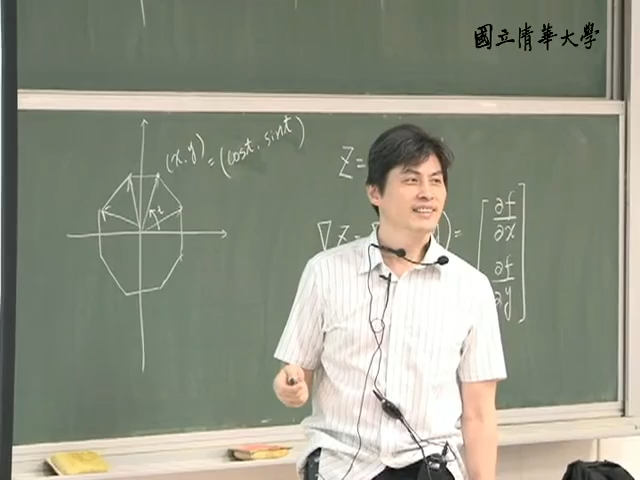 國立清華大學
(x, y) = (cost, sint)
Z =
t
∇Z = ) = [∂f/∂x
∂f/∂y]